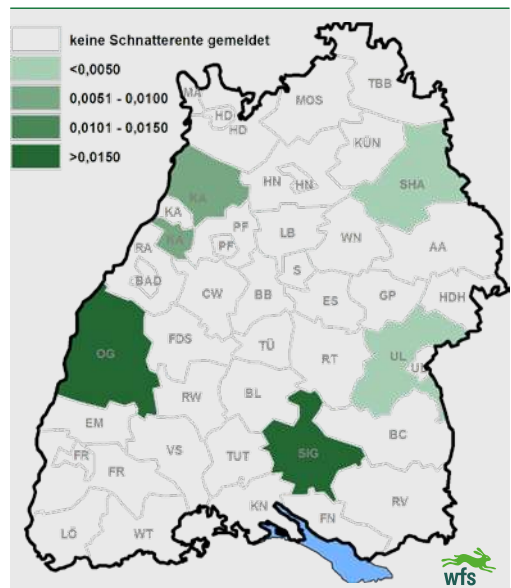 keine Schnatterente gemeldet
<0,0050
0,0051 - 0,0100
0,0101 - 0,0150
>0,0150
MA
HD
HD
MOS
TBB
KÜN
KA
HN
HN
SHA
KA
KA
PF
PF
LB
WN
AA
RA
BAD
CW
BB
S
ES
GP
HDH
OG
FDS
TÜ
RT
UL
RW
BL
EM
FR
FR
VS
TUT
SIG
BC
LÖ
WT
KN
FN
RV
wfs